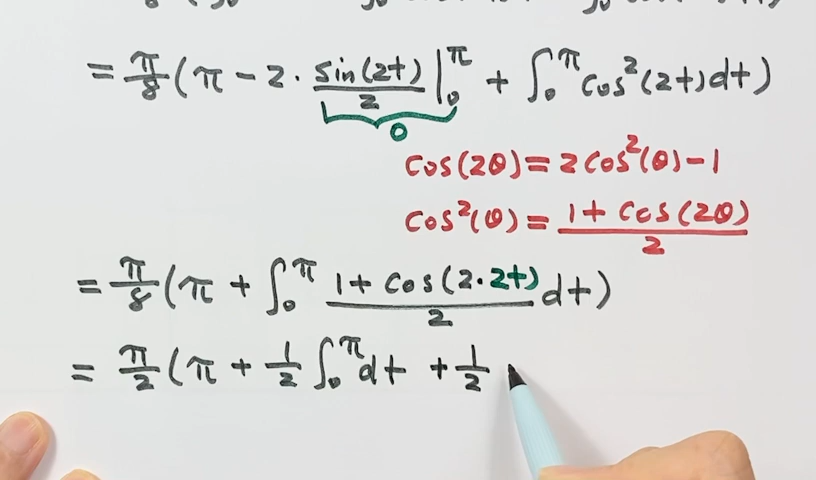 = π/8 (π - 2 · sin(2t)/2 |₀^π + ∫₀^π cos²(2t)dt)
0
cos(2θ) = 2cos²(θ) - 1
cos²(θ) = (1 + cos(2θ))/2
= π/8 (π + ∫₀^π (1 + cos(2·2t))/2 dt)
= π/2 (π + 1/2 ∫₀^π dt + 1/2